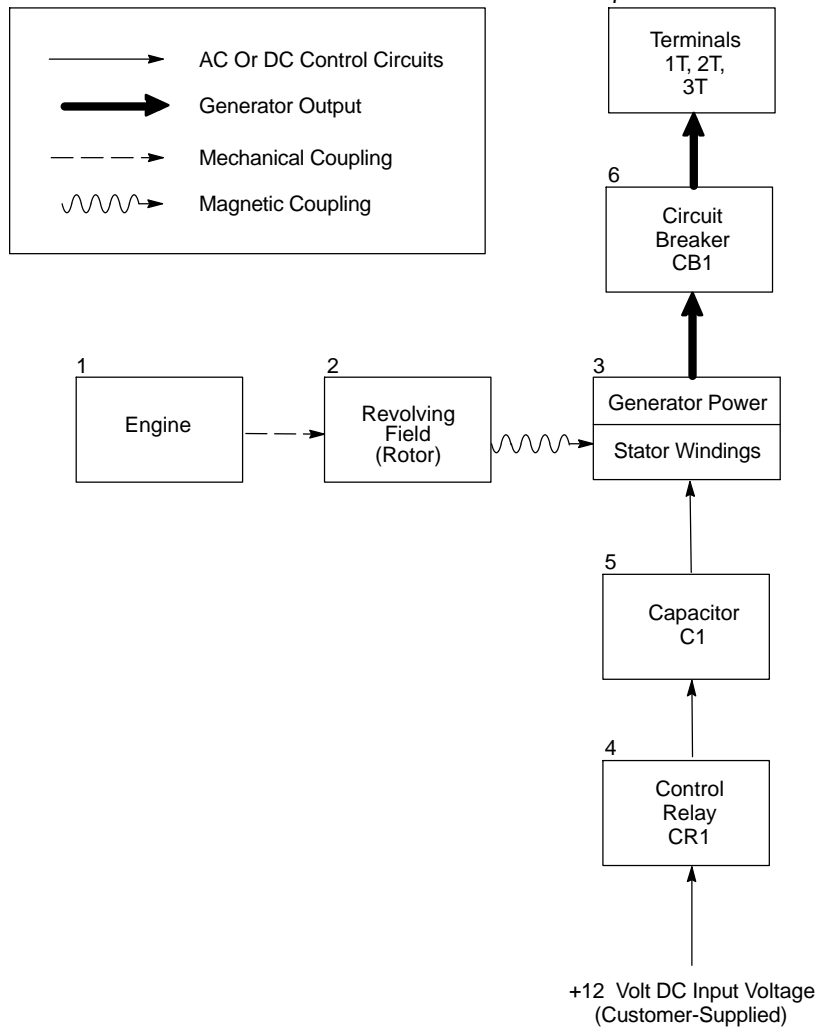 AC Or DC Control Circuits
Generator Output
Mechanical Coupling
Magnetic Coupling
Terminals
1T, 2T,
3T
6
Circuit
Breaker
CB1
1
Engine
2
Revolving
Field
(Rotor)
3
Generator Power
Stator Windings
5
Capacitor
C1
4
Control
Relay
CR1
+12 Volt DC Input Voltage
(Customer-Supplied)